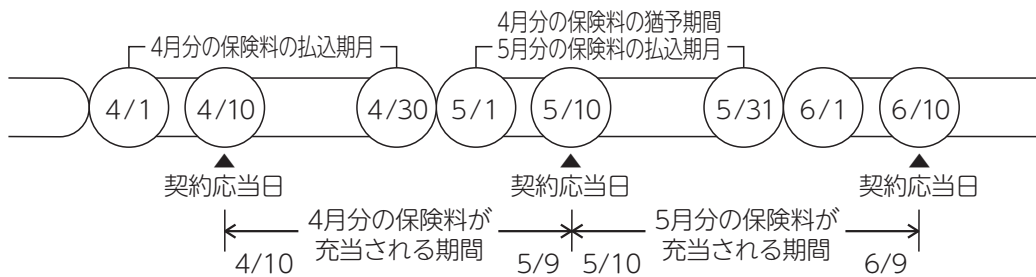 4月分の保険料の猶予期間
4月分の保険料の払込期月
5月分の保険料の払込期月
4/1
4/10
4/30
5/1
5/10
5/31
6/1
6/10
契約応当日
契約応当日
契約応当日
4月分の保険料が
充当される期間
5月分の保険料が
充当される期間
4/10
5/9
5/10
6/9